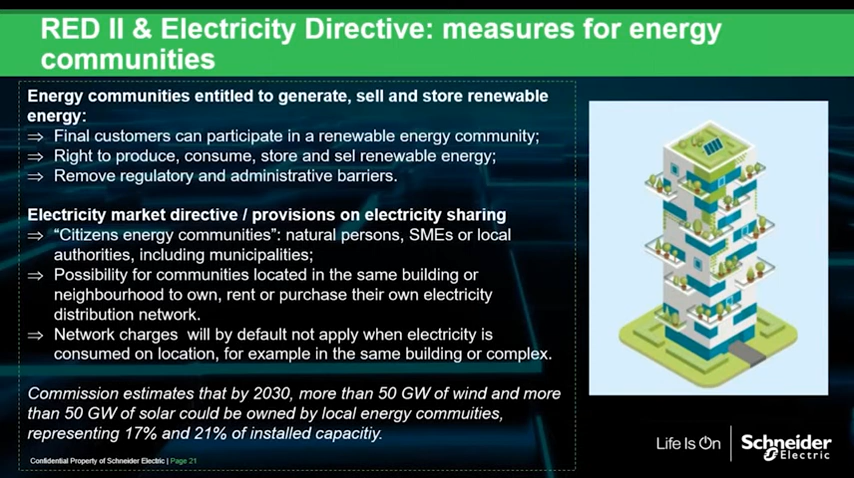 RED II & Electricity Directive: measures for energy
communities
Energy communities entitled to generate, sell and store renewable
energy:
⇒ Final customers can participate in a renewable energy community;
⇒ Right to produce, consume, store and sel renewable energy;
⇒ Remove regulatory and administrative barriers.
Electricity market directive / provisions on electricity sharing
⇒ “Citizens energy communities”: natural persons, SMEs or local
authorities, including municipalities;
⇒ Possibility for communities located in the same building or
neighbourhood to own, rent or purchase their own electricity
distribution network.
⇒ Network charges will by default not apply when electricity is
consumed on location, for example in the same building or complex.
Commission estimates that by 2030, more than 50 GW of wind and more
than 50 GW of solar could be owned by local energy commuities,
representing 17% and 21% of installed capacitiy.
Confidential Property of Schneider Electric | Page 21
Life Is On
Schneider
Electric